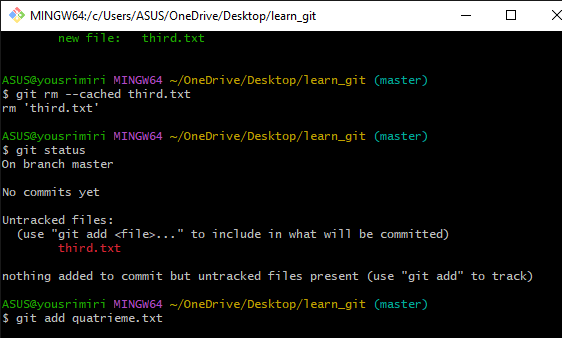 MINGW64:/c/Users/ASUS/OneDrive/Desktop/learn_git
new file:   third.txt
ASUS@yousrimiri MINGW64 ~/OneDrive/Desktop/learn_git (master)
$ git rm --cached third.txt
rm 'third.txt'
ASUS@yousrimiri MINGW64 ~/OneDrive/Desktop/learn_git (master)
$ git status
On branch master
No commits yet
Untracked files:
(use "git add <file>..." to include in what will be committed)
third.txt
nothing added to commit but untracked files present (use "git add" to track)
ASUS@yousrimiri MINGW64 ~/OneDrive/Desktop/learn_git (master)
$ git add quatrieme.txt